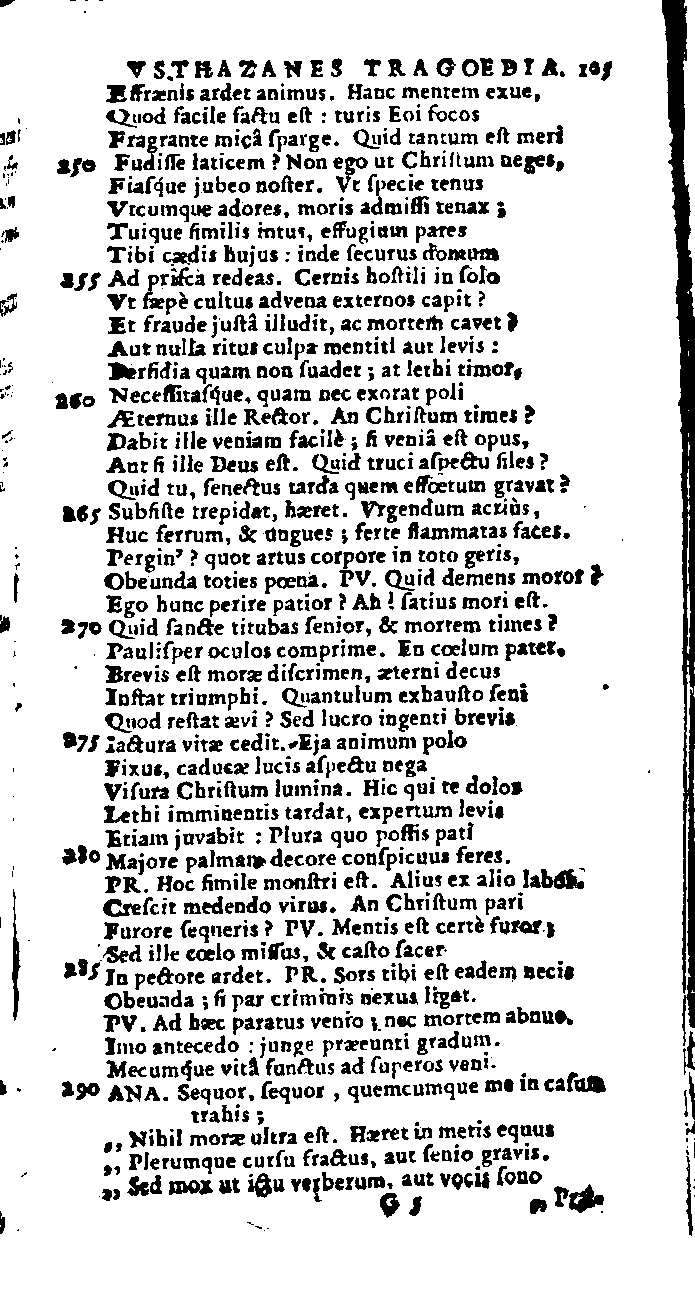 VSTHAZANES TRAGOEDIA. 105
Effrænis ardet animus. Hanc mentem exue,
Quod facile factu est : turis Eoi focos
Fragrante micâ sparge. Quid tantum est meri
250 Fudisse laticem ? Non ego ut Christum neges,
Fiasq́ue jubeo noster. Vt specie tenus
Vtcumque adores, moris admissi tenax ;
Tuique similis intus, effugium pares
Tibi cædis hujus : inde securus domum
255 Ad prisca redeas. Cernis hostili in solo
Vt sæpè cultus advena externos capit ?
Et fraude justâ illudit, ac mortem cavet ?
Aut nulla ritus culpa mentiti aut levis :
Perfidia quam non suadet ; at lethi timor,
260 Necessitasq́ue, quam nec exorat poli
Æternus ille Rector. An Christum times ?
Dabit ille veniam facilè ; si veniâ est opus,
Aut si ille Deus est. Quid truci aspectu siles ?
Quid tu, senectus tarda quem effœtum gravat ?
265 Subsiste trepidat, hæret. Vrgendum acriùs,
Huc ferrum, & ungues ; ferte flammatas faces.
Pergin' ? quot artus corpore in toto geris,
Obeunda toties pœna. PV. Quid demens moror ?
Ego hunc perire patior ? Ah ! satius mori est.
270 Quid sancte titubas senior, & mortem times ?
Paulisper oculos comprime. En cœlum patet.
Brevis est moræ discrimen, æterni decus
Instat triumphi. Quantulum exhausto seni
Quod restat ævi ? Sed lucro ingenti brevis
275 Iactura vitæ cedit. Eja animum polo
Fixus, caducæ lucis aspectu nega
Visura Christum lumina. Hic qui te dolos
Lethi imminentis tardat, expertum levis
Etiam juvabit : Plura quo possis pati
280 Majore palmam decore conspicuus feres.
PR. Hoc simile monstri est. Alius ex alio labos.
Crescit medendo virus. An Christum pari
Furore sequeris ? PV. Mentis est certè furor ;
Sed ille cœlo missus, & casto sacer
285 In pectore ardet. PR. Sors tibi est eadem necis
Obeunda ; si par criminis nexus liget.
PV. Ad hæc paratus venio ; nec mortem abnuo.
Imo antecedo : junge præeunti gradum.
Mecumq́ue vitâ functus ad superos veni.
290 ANA. Sequor, sequor , quemcumque me in casum
trahis ;
,, Nihil moræ ultra est. Hæret in metis equus
,, Plerumque cursu fractus, aut senio gravis.
,, Sed mox ut ictu verberum, aut vocis sono
G 5